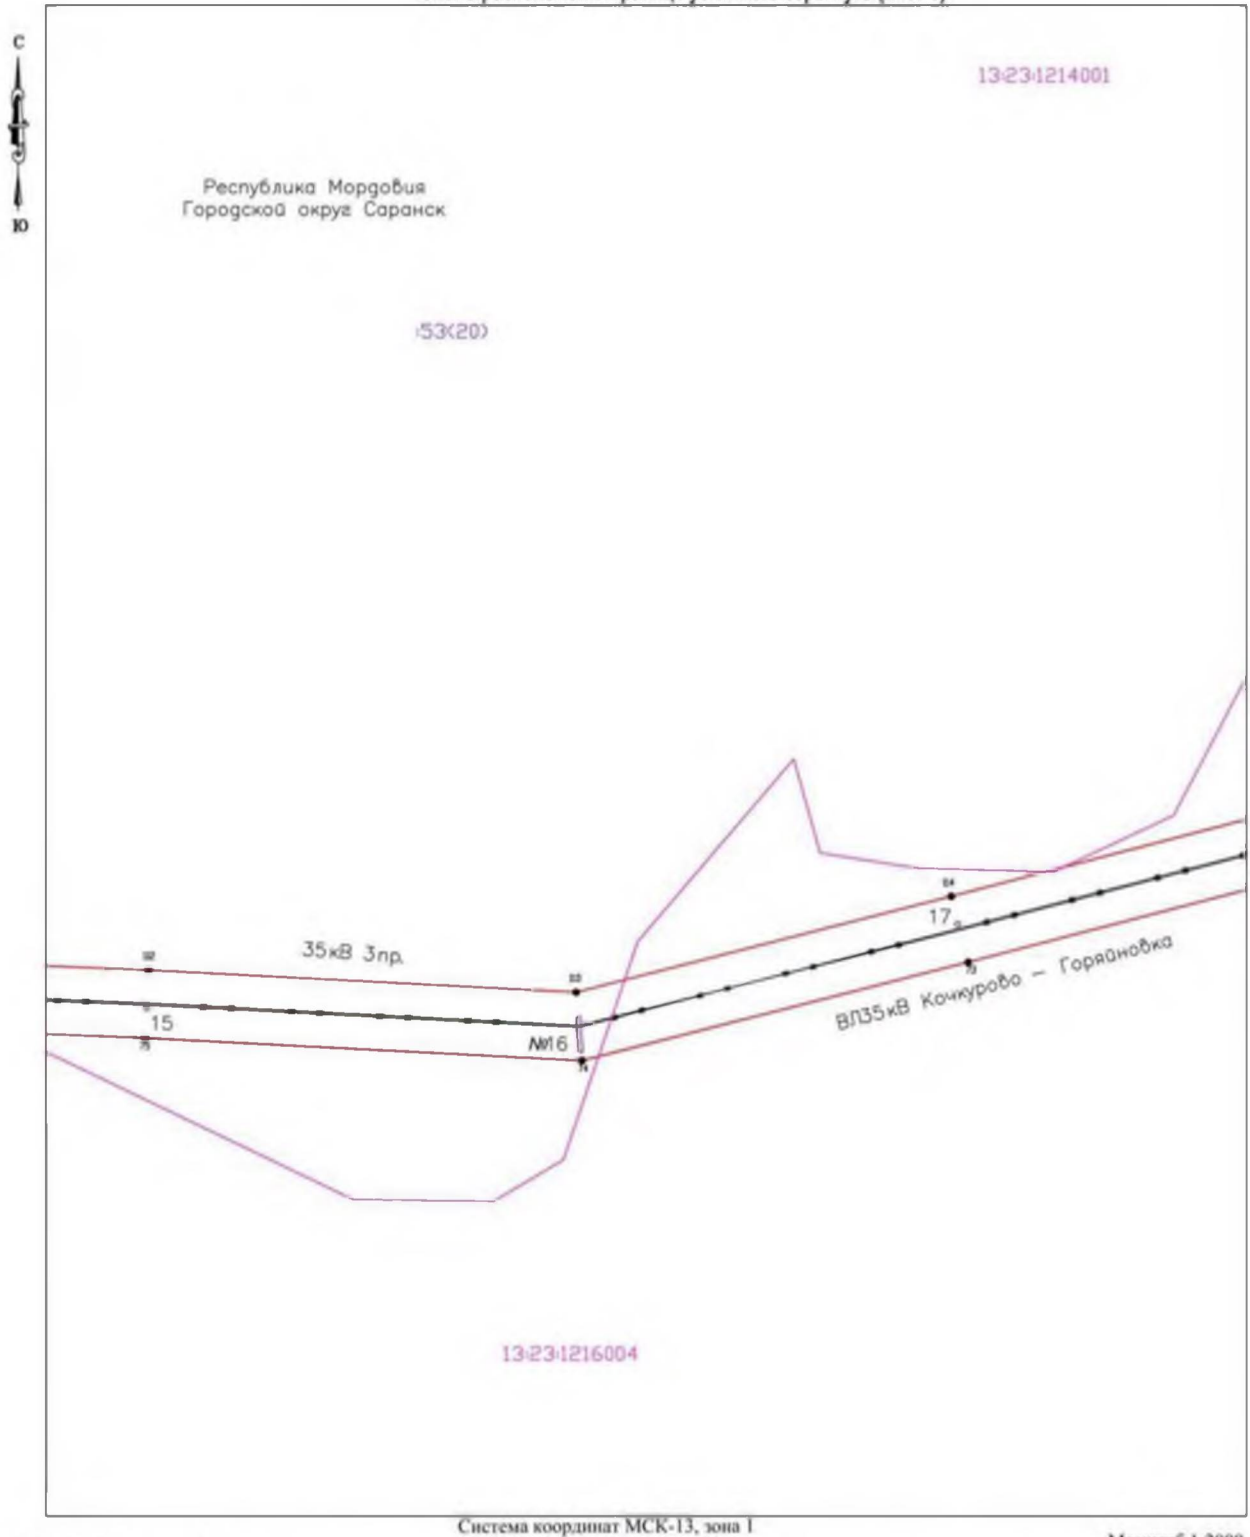 С
13:23:1214001
Республика Мордовия
Городской округ Саранск
Ю
:53(20)
35кВ 3пр.
17
15
№16
ВЛ35кВ Кочкурово - Горяйновка
13:23:1216004
Система координат МСК-13, зона 1